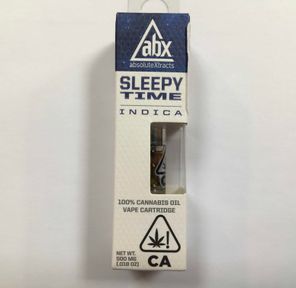 abx
absoluteXtracts
SLEEPY
TIME
INDICA
100% CANNABIS OIL
VAPE CARTRIDGE
NET WT.
500 MG
(.018 OZ)
!
CA